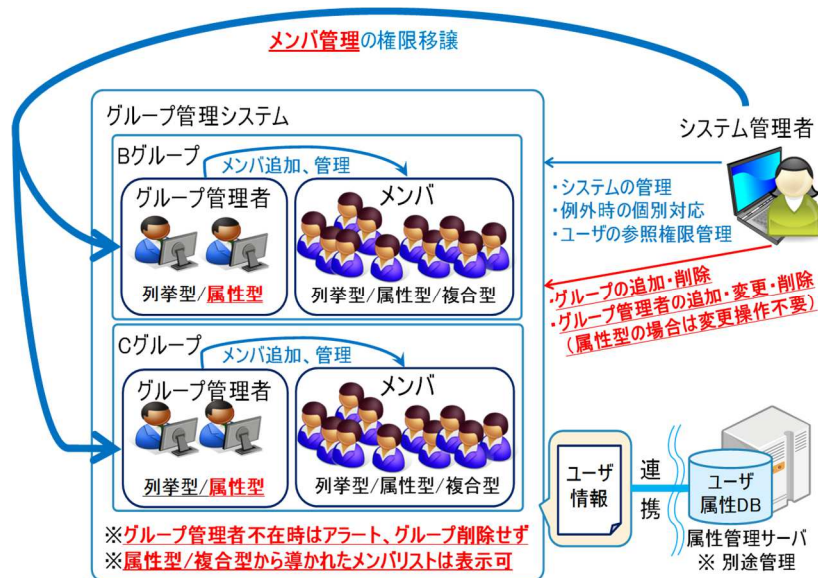 メンバ管理の権限移譲
グループ管理システム
システム管理者
Bグループ
メンバ追加、管理
グループ管理者
メンバ
列挙型/属性型
列挙型/属性型/複合型
・システムの管理
・例外時の個別対応
・ユーザの参照権限管理
・グループの追加・削除
・グループ管理者の追加・変更・削除
（属性型の場合は変更操作不要）
Cグループ
メンバ追加、管理
グループ管理者
メンバ
列挙型/属性型
列挙型/属性型/複合型
ユーザ
情報
連
携
ユーザ
属性DB
属性管理サーバ
※ 別途管理
※グループ管理者不在時はアラート、グループ削除せず
※属性型/複合型から導かれたメンバリストは表示可